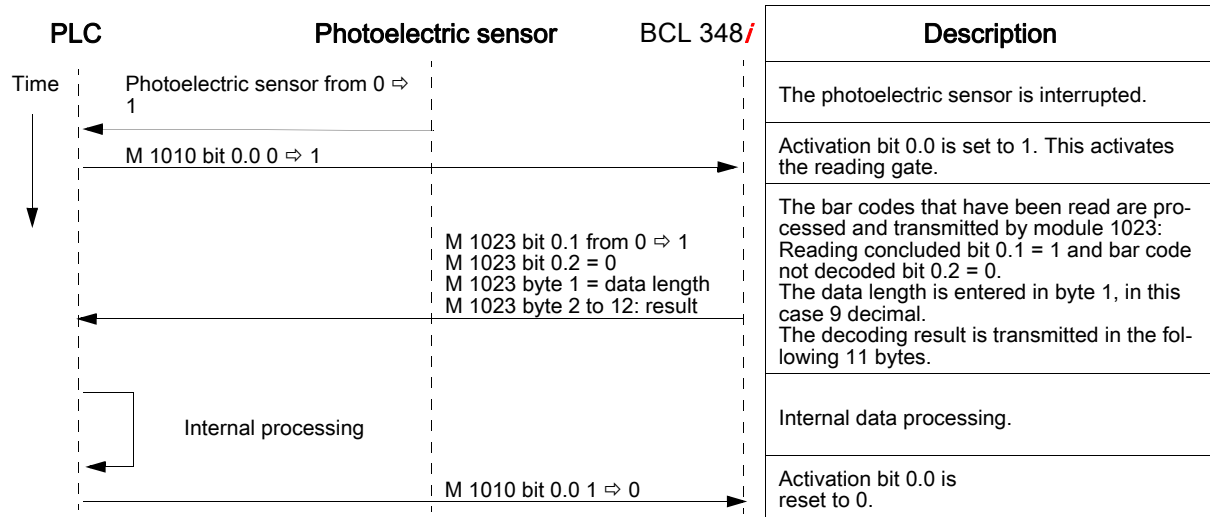 PLC
Photoelectric sensor
BCL 348i
Description
Time
Photoelectric sensor from 0 ⇨
1
The photoelectric sensor is interrupted.
M 1010 bit 0.0 0 ⇨ 1
Activation bit 0.0 is set to 1. This activates
the reading gate.
M 1023 bit 0.1 from 0 ⇨ 1
M 1023 bit 0.2 = 0
M 1023 byte 1 = data length
M 1023 byte 2 to 12: result
The bar codes that have been read are pro-
cessed and transmitted by module 1023:
Reading concluded bit 0.1 = 1 and bar code
not decoded bit 0.2 = 0.
The data length is entered in byte 1, in this
case 9 decimal.
The decoding result is transmitted in the fol-
lowing 11 bytes.
Internal processing
Internal data processing.
M 1010 bit 0.0 1 ⇨ 0
Activation bit 0.0 is
reset to 0.